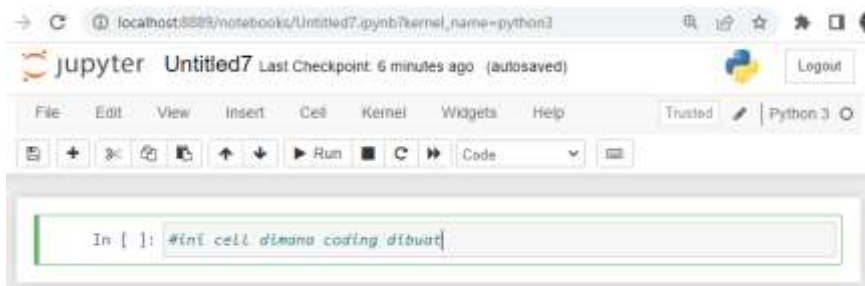 localhost:8889/notebooks/Untitled7.ipynb?kernel_name=python3
jupyter Untitled7 Last Checkpoint: 6 minutes ago (autosaved) Logout
File Edit View Insert Cell Kernel Widgets Help Trusted Python 3
Run Code
In [ ]: #ini cell dimana coding dibuat